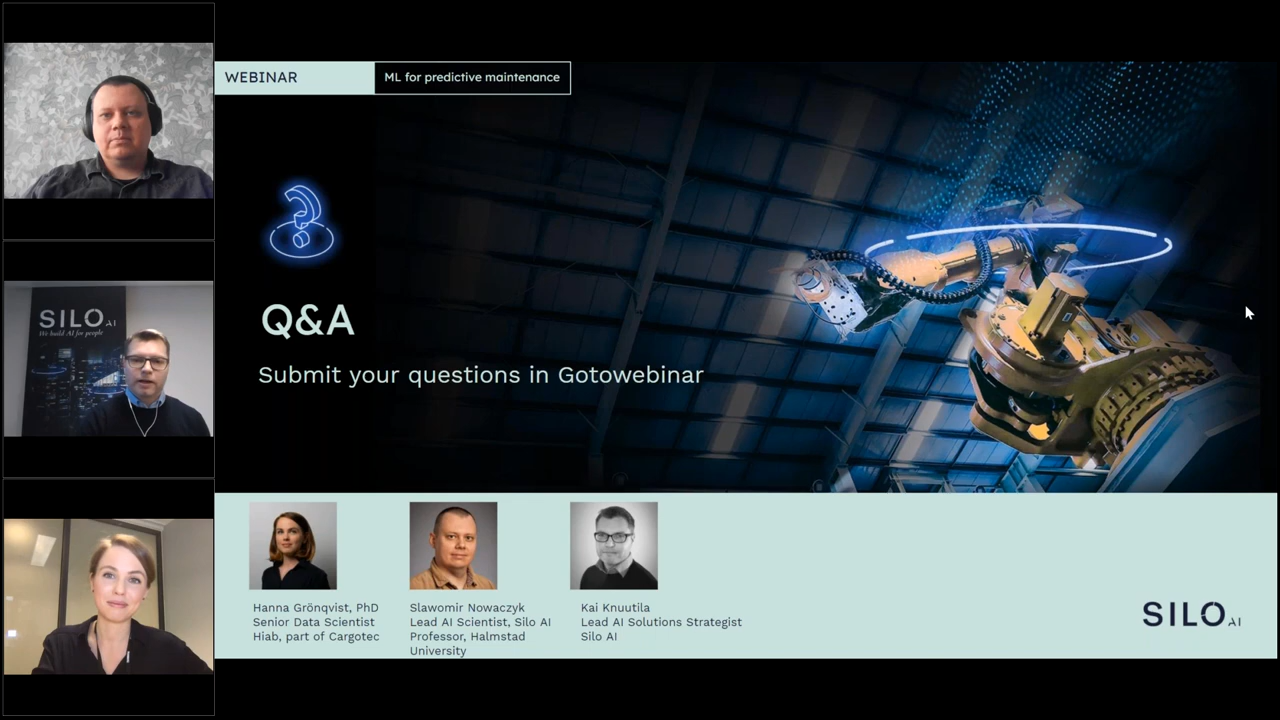 WEBINAR
ML for predictive maintenance
SILO AI
We build AI for people
Q&A
Submit your questions in Gotowebinar
Hanna Grönqvist, PhD
Senior Data Scientist
Hiab, part of Cargotec
Slawomir Nowaczyk
Lead AI Scientist, Silo AI
Professor, Halmstad
University
Kai Knuutila
Lead AI Solutions Strategist
Silo AI
SILO AI